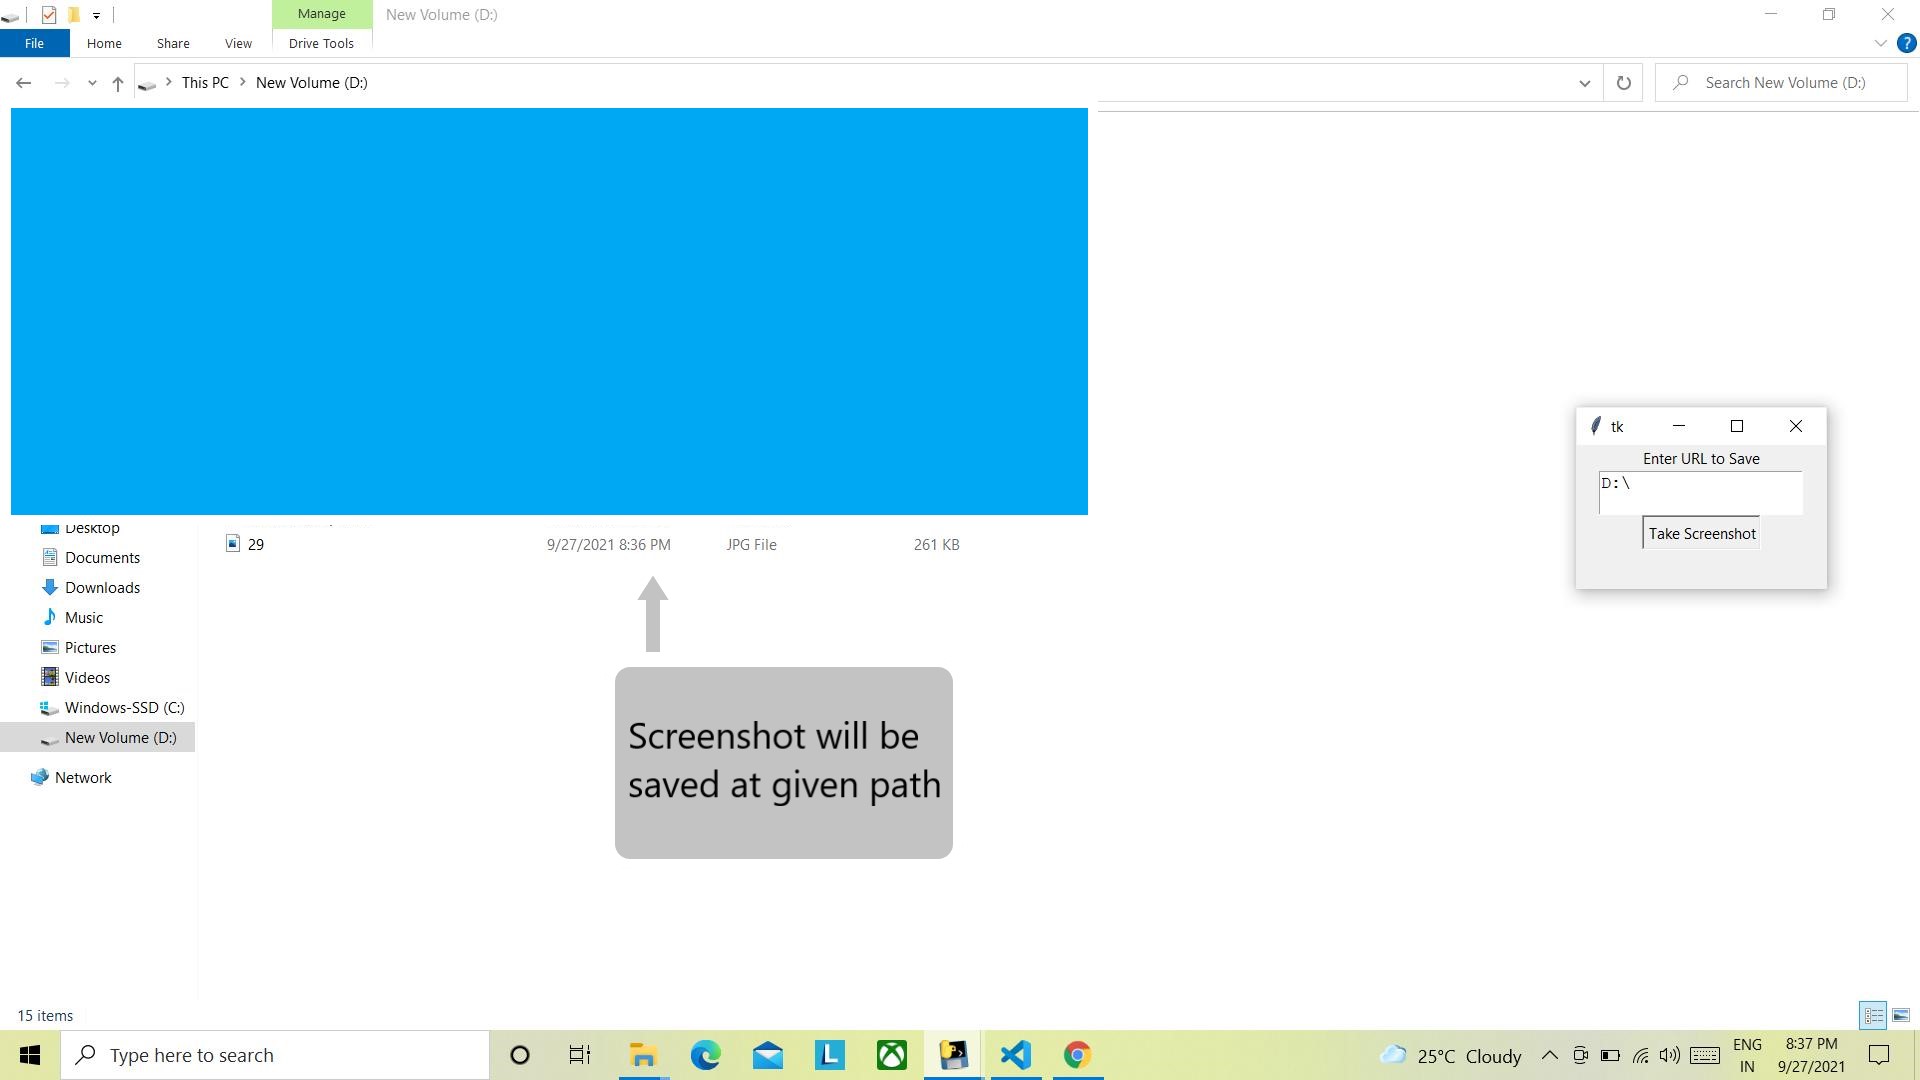 Manage
New Volume (D:)
File
Home
Share
View
Drive Tools
This PC
New Volume (D:)
Search New Volume (D:)
Desktop
Documents
Downloads
Music
Pictures
Videos
Windows-SSD (C:)
New Volume (D:)
Network
29
9/27/2021 8:36 PM
JPG File
261 KB
Screenshot will be
saved at given path
tk
Enter URL to Save
D:\
Take Screenshot
15 items
Type here to search
25°C Cloudy
ENG
IN
8:37 PM
9/27/2021